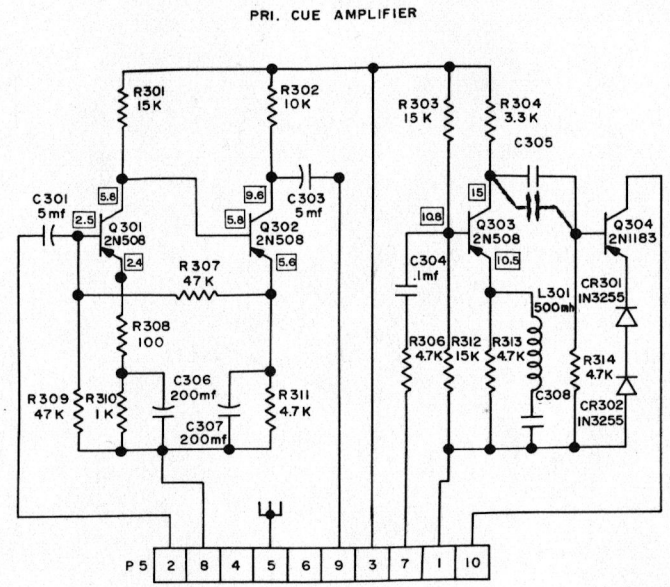 PRI. CUE AMPLIFIER
R301
15K
R302
10K
R303
15 K
R304
3.3 K
C305
C301
5mf
5.8
9.6
C303
5mf
15
2.5
Q301
2N508
5.8
Q302
2N508
10.8
Q303
2N508
Q304
2N1183
2.4
5.6
10.5
C304
.1mf
R307
47 K
L301
500mh
CR301
1N3255
R308
100
R306
4.7K
R312
15K
R313
4.7K
R314
4.7K
R309
47K
R310
1K
C306
200mf
C307
200mf
R311
4.7K
C308
CR302
1N3255
P 5 2 8 4 5 6 9 3 7 1 10